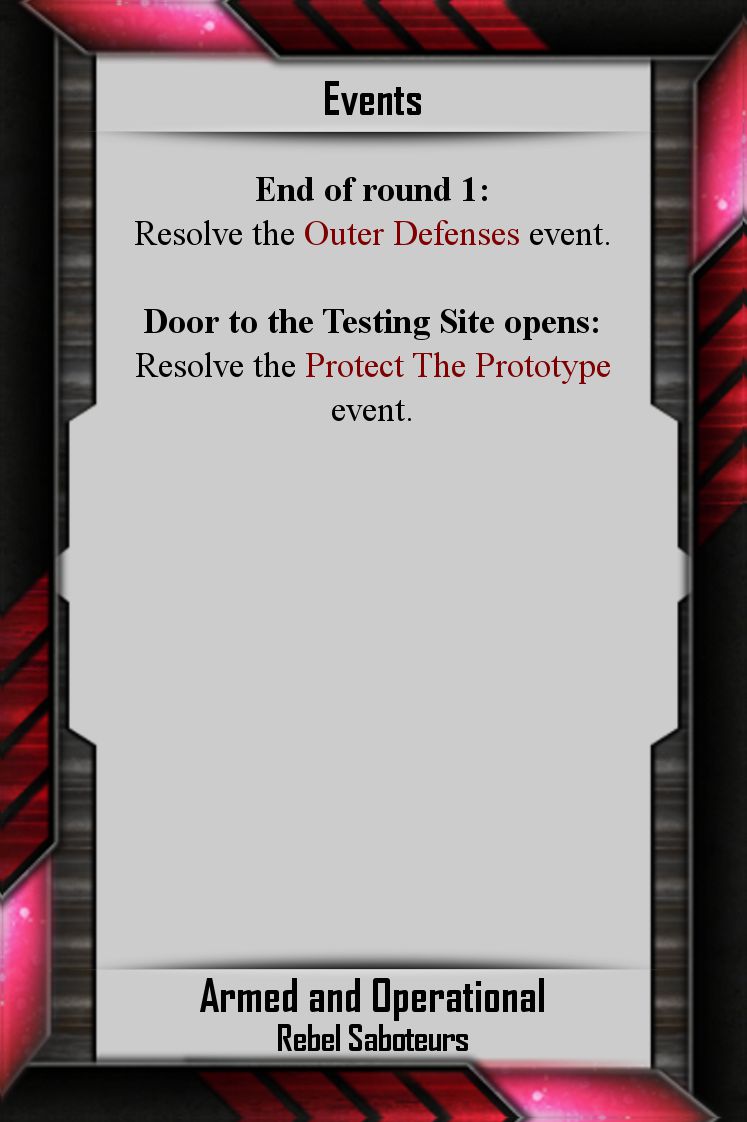 Events
End of round 1:
Resolve the Outer Defenses event.
Door to the Testing Site opens:
Resolve the Protect The Prototype
event.
Armed and Operational
Rebel Saboteurs